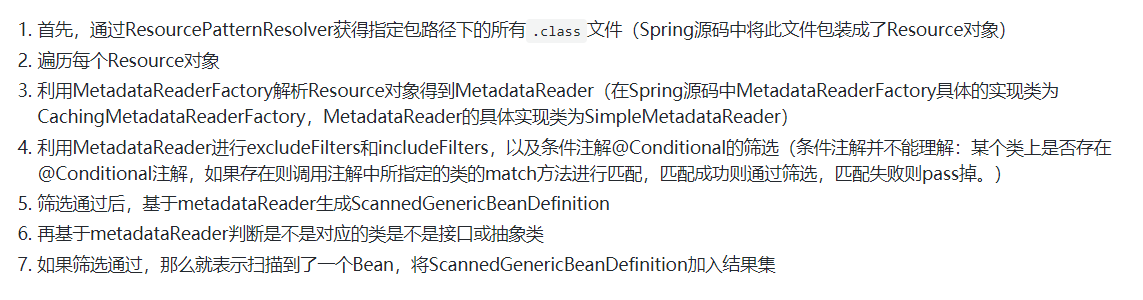 1. 首先，通过ResourcePatternResolver获得指定包路径下的所有 .class 文件（Spring源码中将此文件包装成了Resource对象）
2. 遍历每个Resource对象
3. 利用MetadataReaderFactory解析Resource对象得到MetadataReader（在Spring源码中MetadataReaderFactory具体的实现类为
CachingMetadataReaderFactory，MetadataReader的具体实现类为SimpleMetadataReader）
4. 利用MetadataReader进行excludeFilters和includeFilters，以及条件注解@Conditional的筛选（条件注解并不能理解：某个类上是否存在
@Conditional注解，如果存在则调用注解中所指定的类的match方法进行匹配，匹配成功则通过筛选，匹配失败则pass掉。）
5. 筛选通过后，基于metadataReader生成ScannedGenericBeanDefinition
6. 再基于metadataReader判断是不是对应的类是不是接口或抽象类
7. 如果筛选通过，那么就表示扫描到了一个Bean，将ScannedGenericBeanDefinition加入结果集